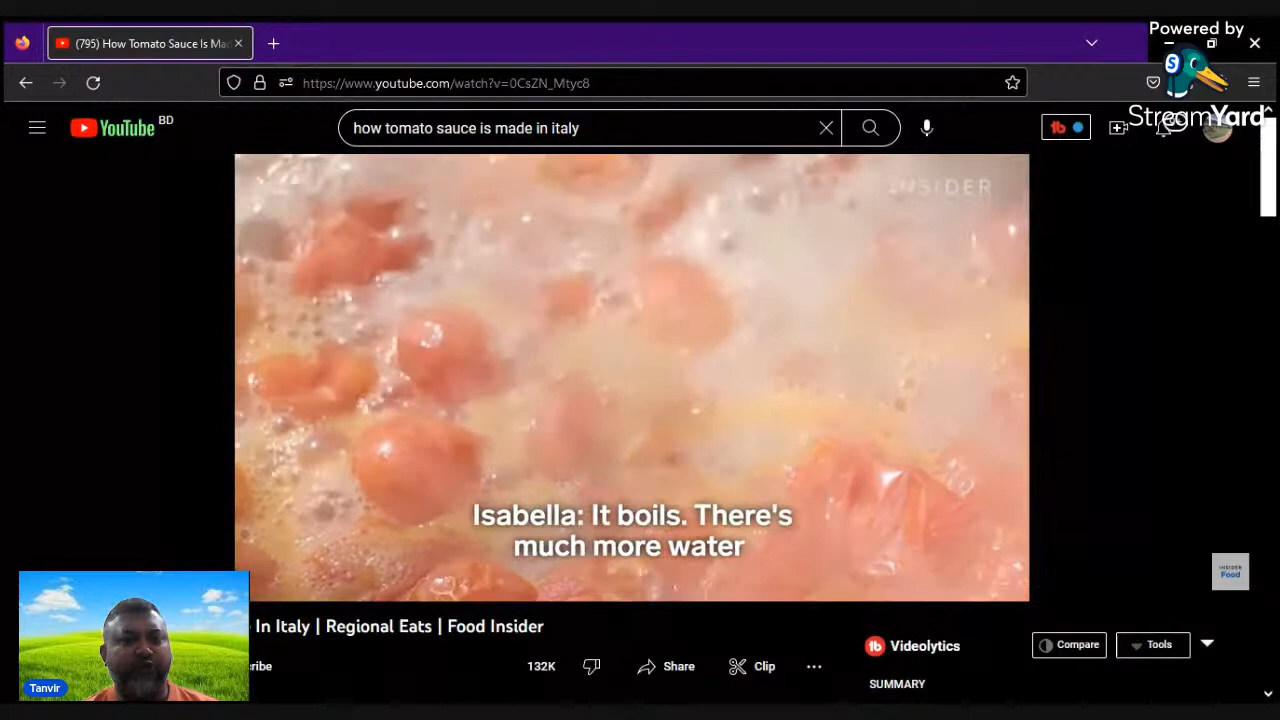 Powered by
(795) How Tomato Sauce Is Mad
https://www.youtube.com/watch?v=0CsZN_Mtyc8
StreamYard
YouTube BD
how tomato sauce is made in italy
INSIDER
Isabella: It boils. There's
much more water
INSIDER
Food
In Italy | Regional Eats | Food Insider
Videolytics
Compare
Tools
132K
Share
Clip
SUMMARY
Tanvir